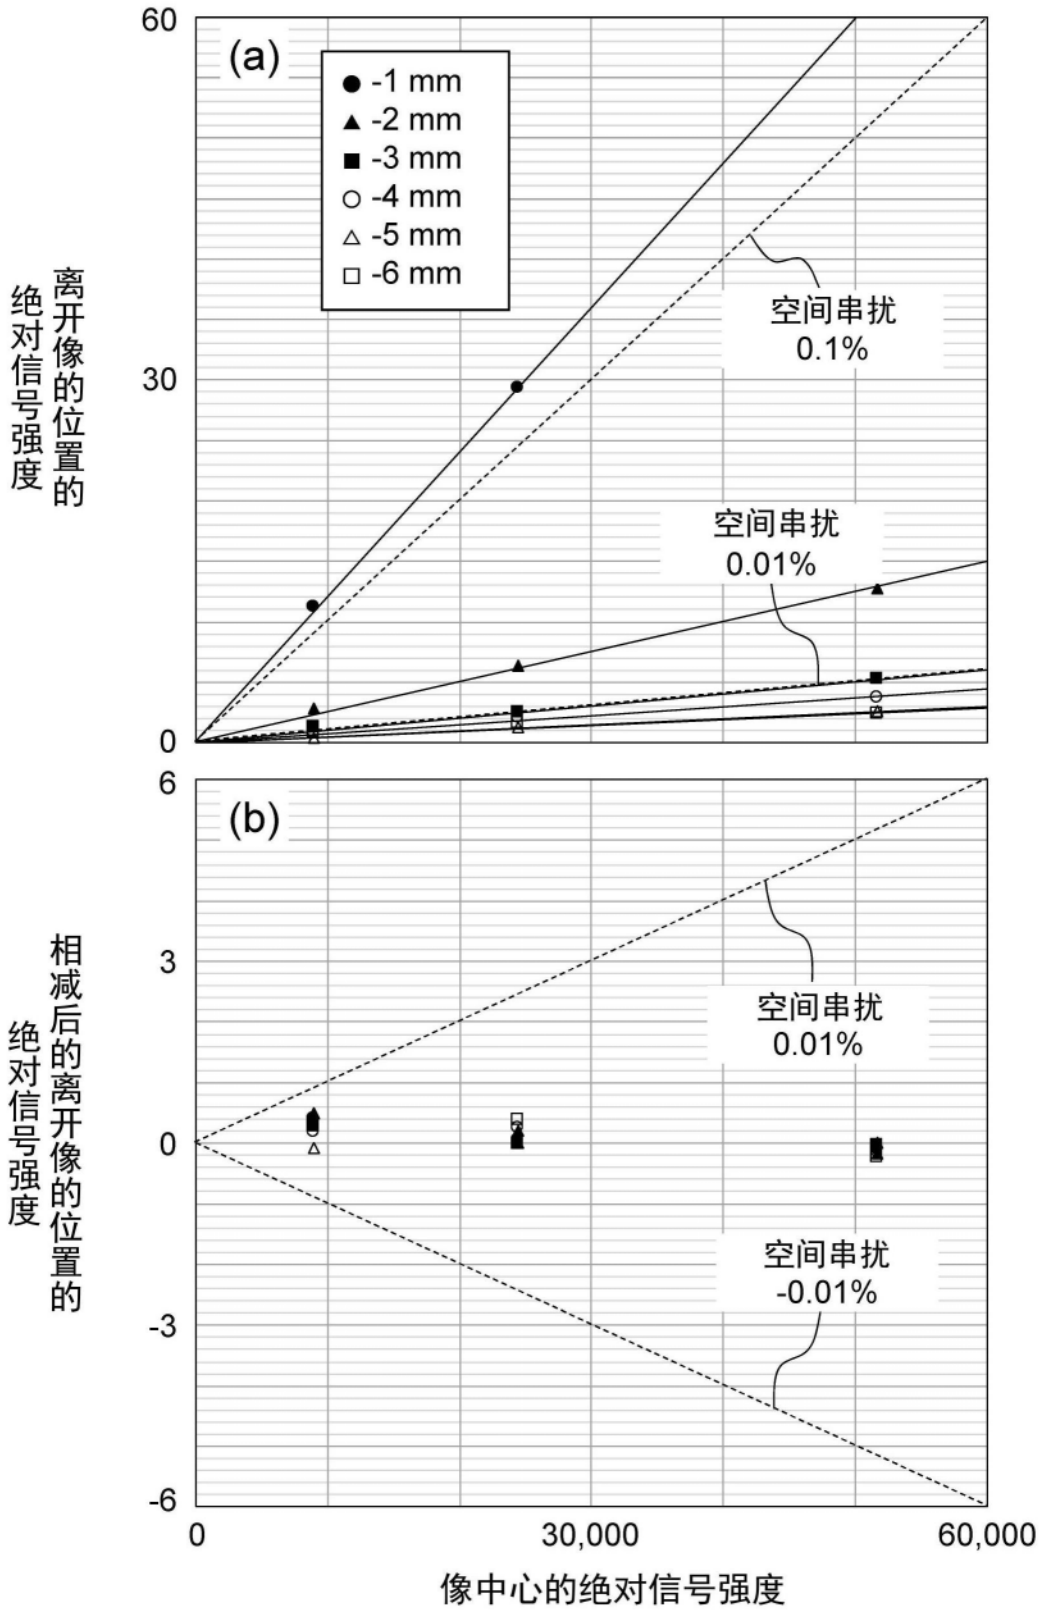 60
(a)
-1 mm
-2 mm
-3 mm
-4 mm
-5 mm
-6 mm
空间串扰
0.1%
离开像的位置的
绝对信号强度
30
空间串扰
0.01%
0
6
(b)
3
空间串扰
0.01%
相减后的离开像的位置的
绝对信号强度
0
空间串扰
-0.01%
-3
-6
0
30,000
60,000
像中心的绝对信号强度